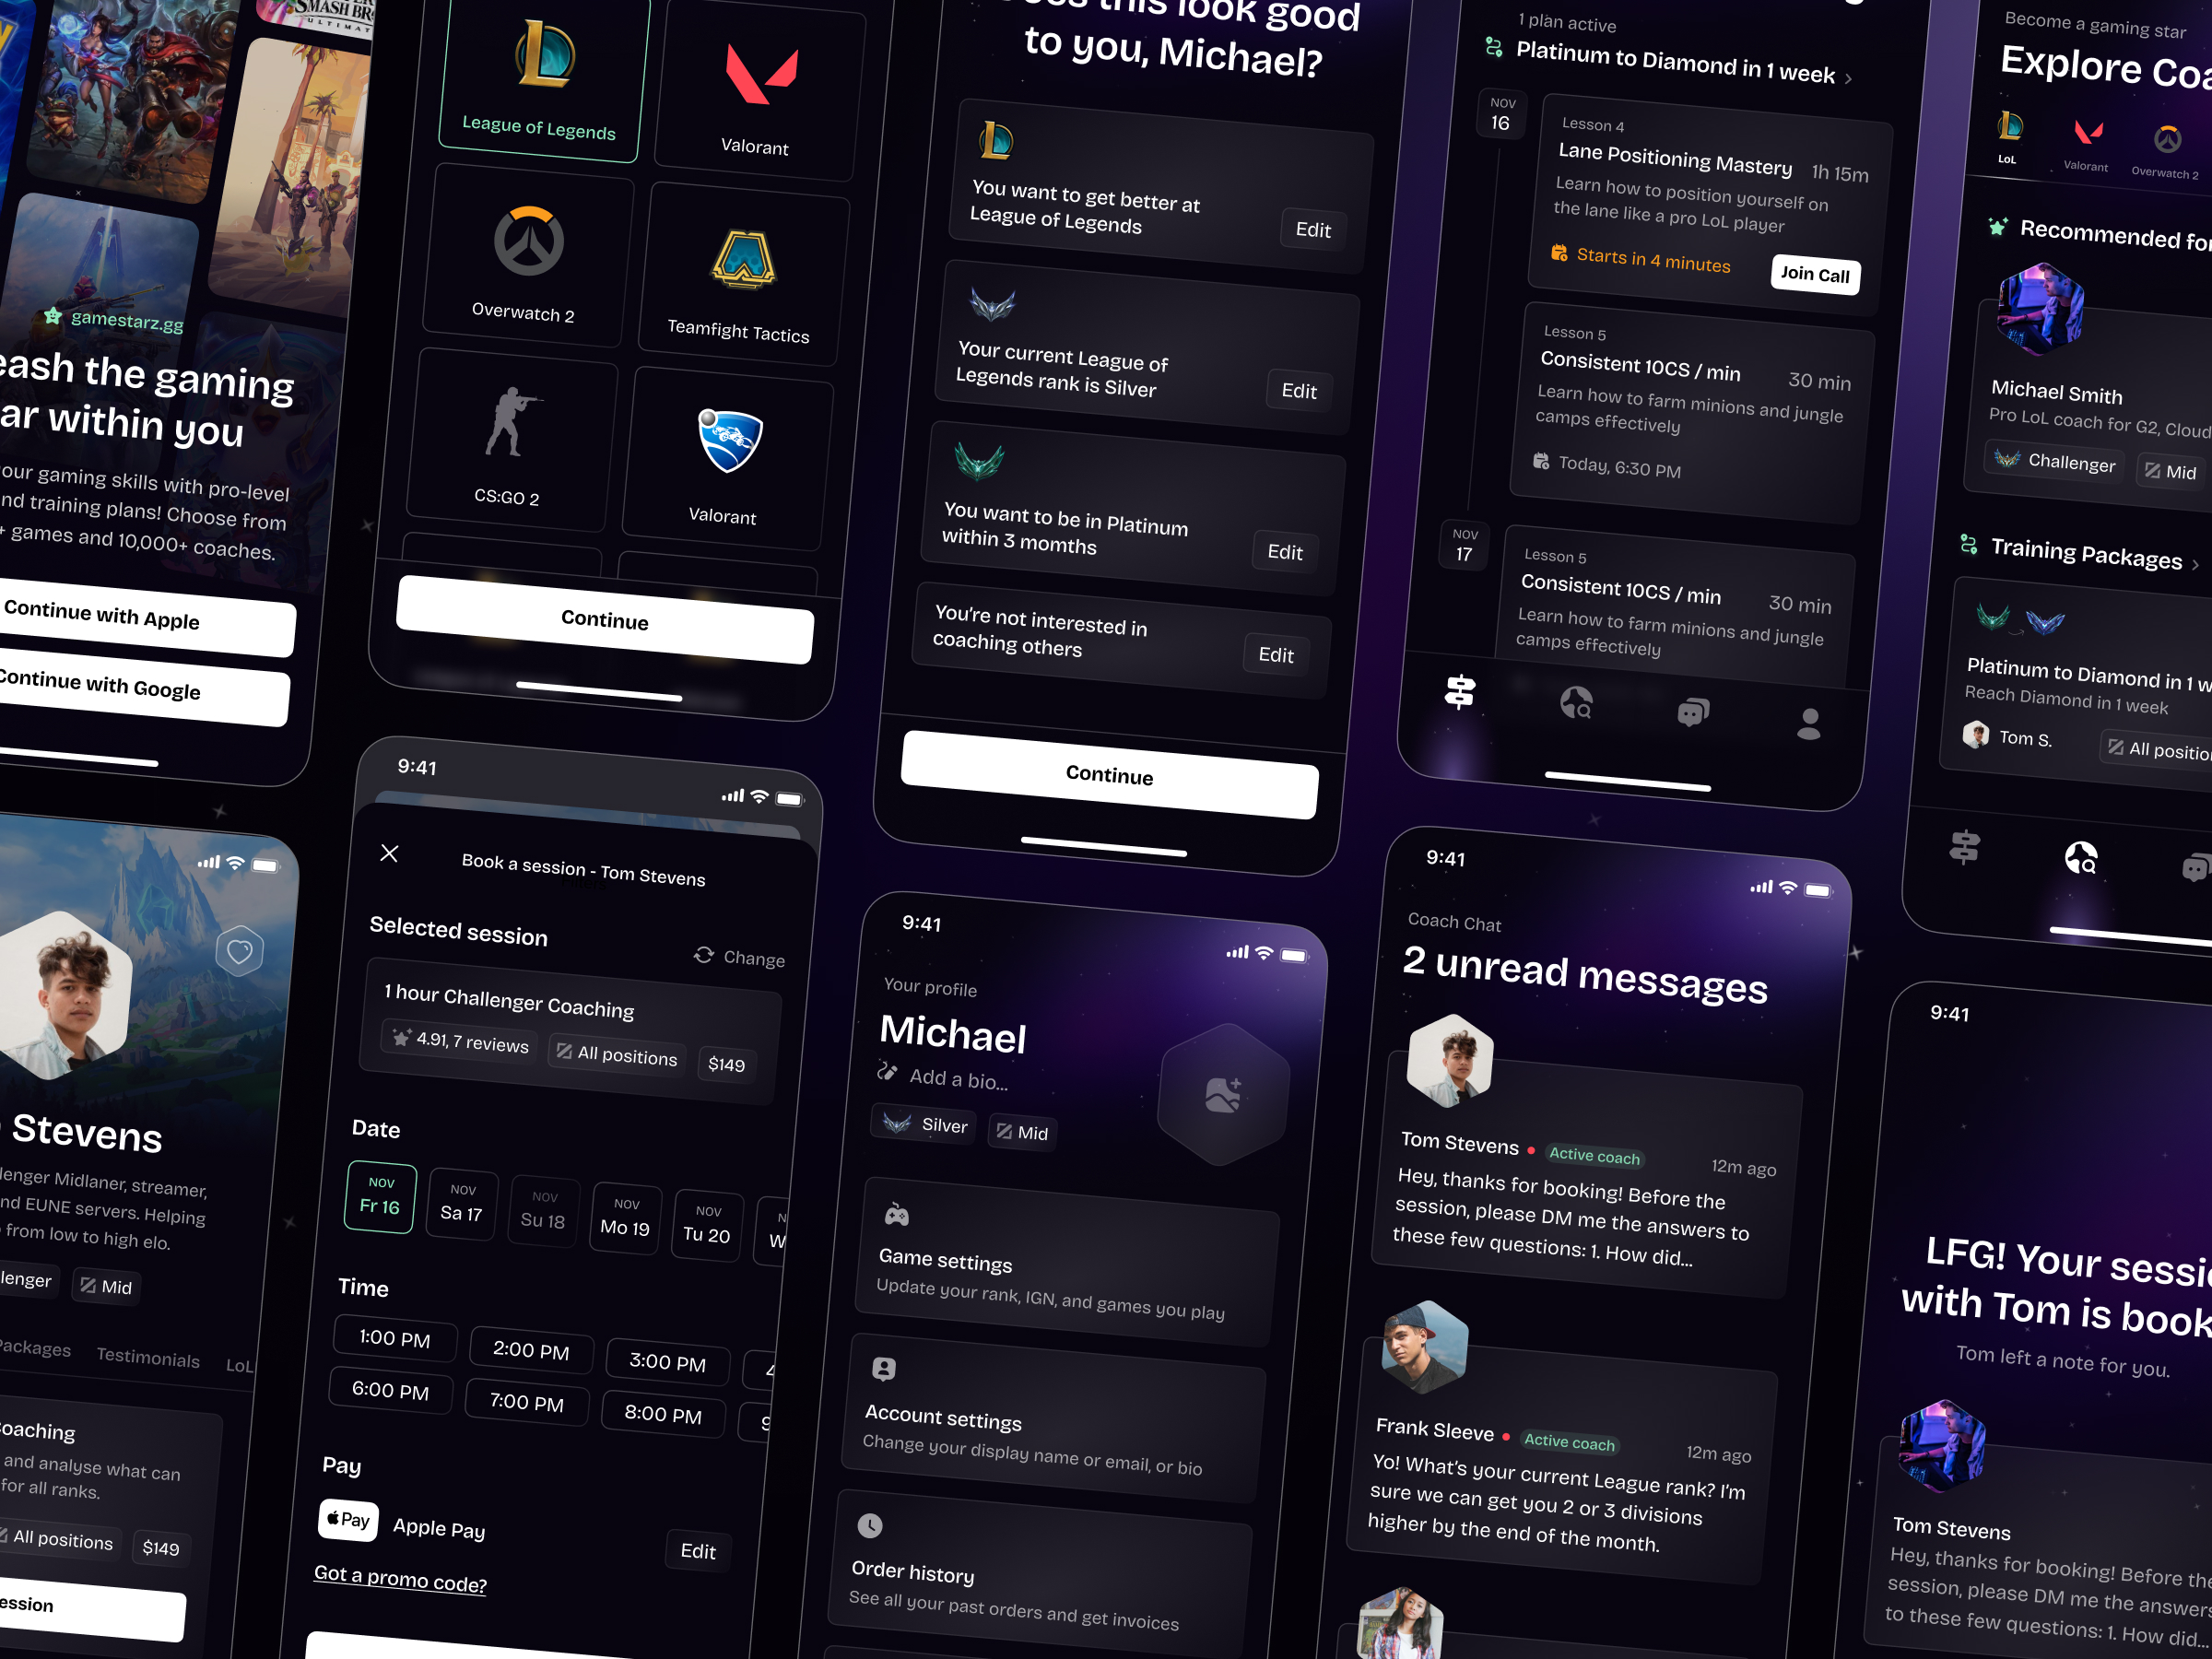 SMASH BR
ULTIMAT
gamestarz.gg
eash the gaming
ar within you
our gaming skills with pro-level
nd training plans! Choose from
+ games and 10,000+ coaches.
Continue with Apple
Continue with Google
League of Legends
Valorant
Overwatch 2
Teamfight Tactics
CS:GO 2
Valorant
Continue
oes this look good
to you, Michael?
You want to get better at
League of Legends
Edit
Your current League of
Legends rank is Silver
Edit
You want to be in Platinum
within 3 momths
Edit
You're not interested in
coaching others
Edit
Continue
1 plan active
Platinum to Diamond in 1 week
NOV
16
Lesson 4
Lane Positioning Mastery
1h 15m
Learn how to position yourself on
the lane like a pro LoL player
Starts in 4 minutes
Join Call
Lesson 5
Consistent 10CS / min
30 min
Learn how to farm minions and jungle
camps effectively
Today, 6:30 PM
NOV
17
Lesson 5
Consistent 10CS / min
30 min
Learn how to farm minions and jungle
camps effectively
Become a gaming star
Explore Coa
LoL
Valorant
Overwatch 2
Recommended for
Michael Smith
Pro LoL coach for G2, Cloud
Challenger
Mid
Training Packages
Platinum to Diamond in 1 w
Reach Diamond in 1 week
Tom S.
All positio
Stevens
lenger Midlaner, streamer,
nd EUNE servers. Helping
from low to high elo.
lenger
Mid
Packages
Testimonials
LoL
oaching
and analyse what can
for all ranks.
All positions
$149
ession
9:41
Book a session - Tom Stevens
Selected session
Change
1 hour Challenger Coaching
4.91, 7 reviews
All positions
$149
Date
NOV
Fr 16
NOV
Sa 17
NOV
Su 18
NOV
Mo 19
NOV
Tu 20
N
W
Time
1:00 PM
2:00 PM
3:00 PM
4
6:00 PM
7:00 PM
8:00 PM
9
Pay
Pay
Apple Pay
Edit
Got a promo code?
9:41
Your profile
Michael
Add a bio...
Silver
Mid
Game settings
Update your rank, IGN, and games you play
Account settings
Change your display name or email, or bio
Order history
See all your past orders and get invoices
9:41
Coach Chat
2 unread messages
Tom Stevens
Active coach
12m ago
Hey, thanks for booking! Before the
session, please DM me the answers to
these few questions: 1. How did...
Frank Sleeve
Active coach
12m ago
Yo! What's your current League rank? I'm
sure we can get you 2 or 3 divisions
higher by the end of the month.
9:41
LFG! Your sessi
with Tom is book
Tom left a note for you.
Tom Stevens
Hey, thanks for booking! Before the
session, please DM me the answers
to these few questions: 1. How did...